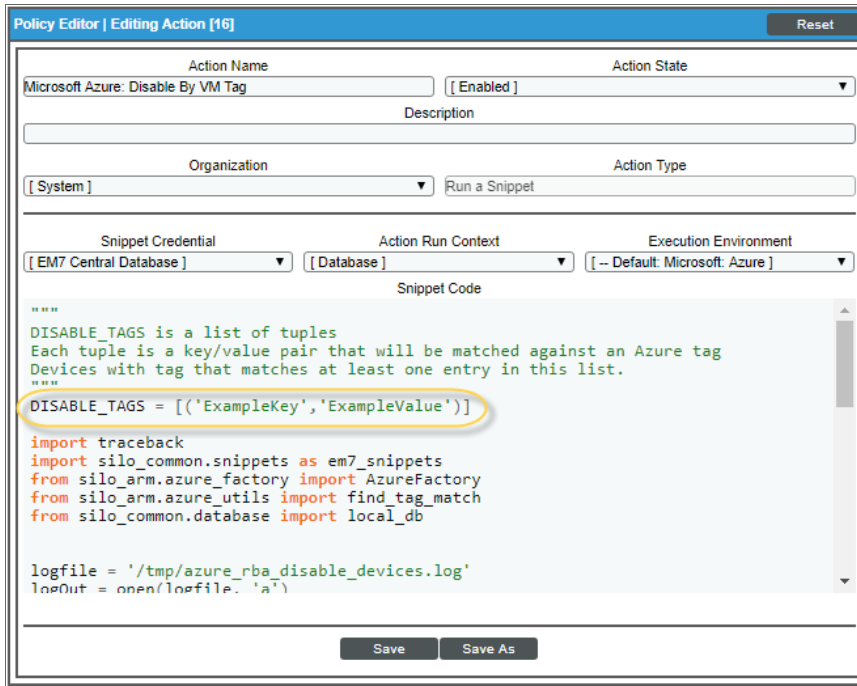 Policy Editor | Editing Action [16] Reset
Action Name Action State
Microsoft Azure: Disable By VM Tag [ Enabled ]
Description
Organization Action Type
[ System ] Run a Snippet
Snippet Credential Action Run Context Execution Environment
[ EM7 Central Database ] [ Database ] [ -- Default: Microsoft: Azure ]
Snippet Code
"""
DISABLE_TAGS is a list of tuples
Each tuple is a key/value pair that will be matched against an Azure tag
Devices with tag that matches at least one entry in this list.
"""
DISABLE_TAGS = [('ExampleKey','ExampleValue')]
import traceback
import silo_common.snippets as em7_snippets
from silo_arm.azure_factory import AzureFactory
from silo_arm.azure_utils import find_tag_match
from silo_common.database import local_db
logfile = '/tmp/azure_rba_disable_devices.log'
logOut = open(logfile, 'a')
Save Save As